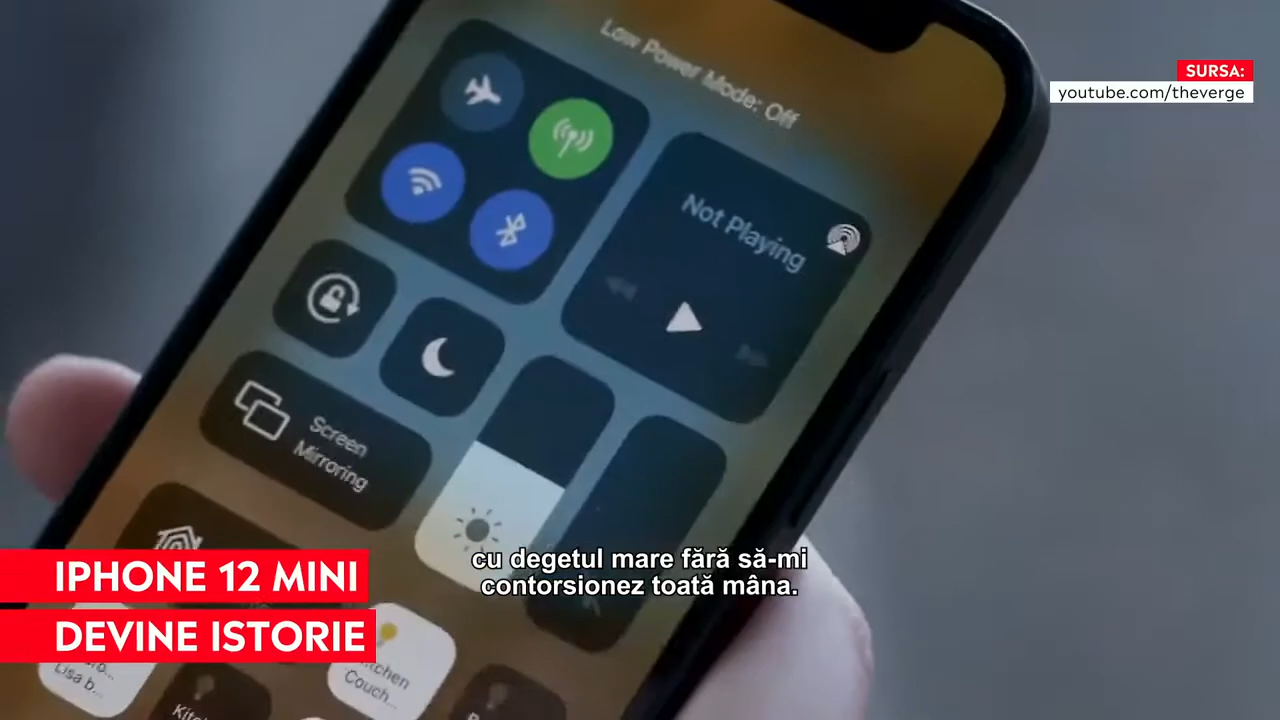 Low Power Mode: Off
SURSA:
youtube.com/theverge
Not Playing
Screen
Mirroring
cu degetul mare fără să-mi
contorsionez toată mâna.
IPHONE 12 MINI
DEVINE ISTORIE
Lisa b...
Couch...